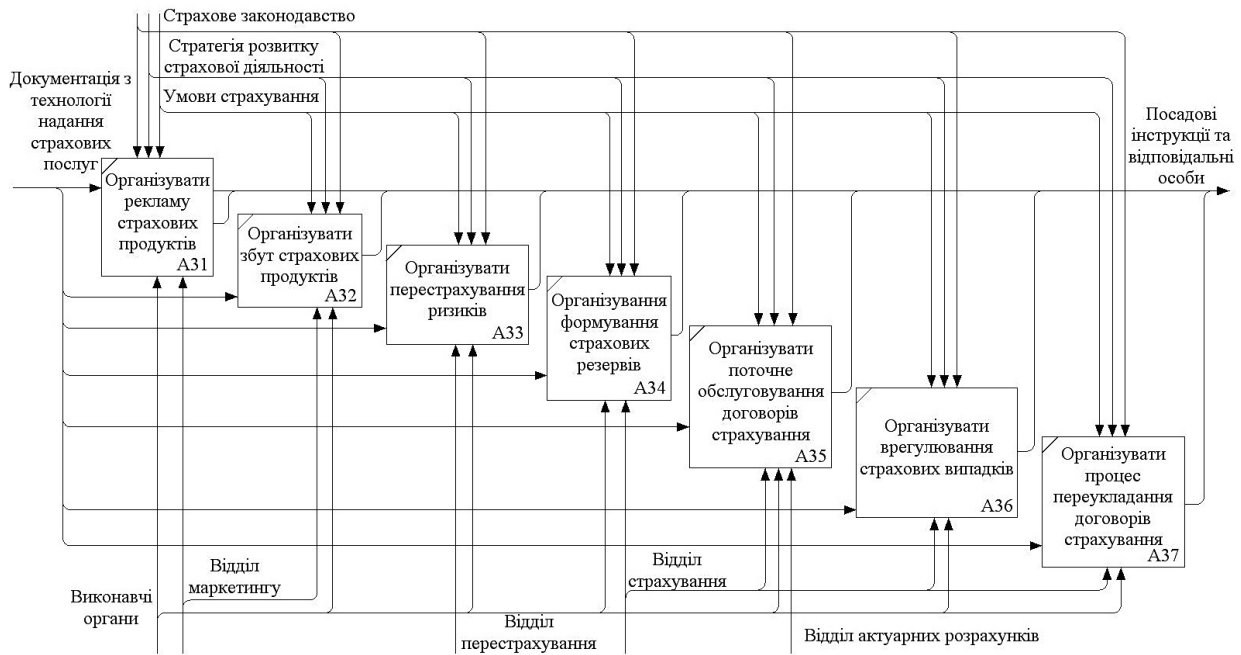 Страхове законодавство
Стратегія розвитку
страхової діяльності
Умови страхування
Документація з
технології
надання
страхових
послуг
Посадові
інструкції та
відповідальні
особи
Організувати
рекламу
страхових
продуктів
А31
Організувати
збут страхових
продуктів
А32
Організувати
перестрахування
ризиків
А33
Організування
формування
страхових
резервів
А34
Організувати
поточне
обслуговування
договорів
страхування
А35
Організувати
врегулювання
страхових випадків
А36
Організувати
процес
переукладання
договорів
страхування
А37
Виконавчі
органи
Відділ
маркетингу
Відділ
перестрахування
Відділ
страхування
Відділ актуарних розрахунків